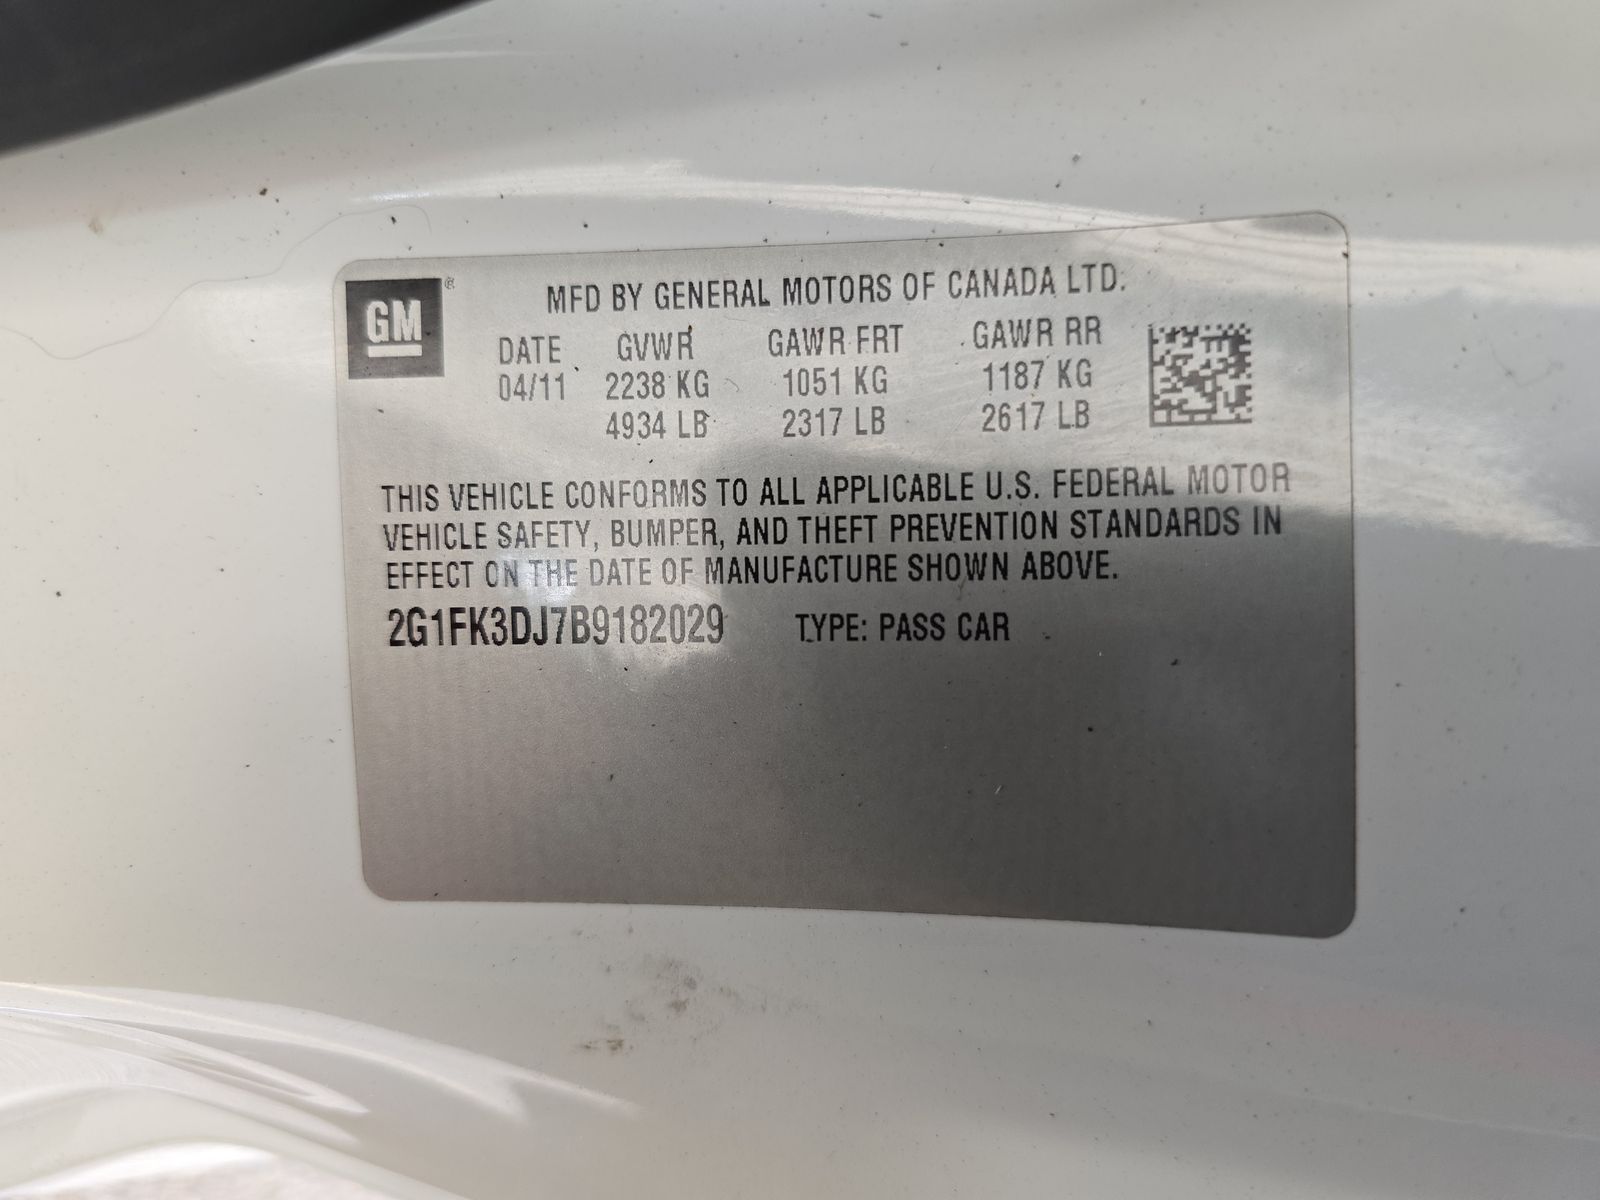 GM®
MFD BY GENERAL MOTORS OF CANADA LTD.
DATE GVWR GAWR FRT GAWR RR
04/11 2238 KG 1051 KG 1187 KG
4934 LB 2317 LB 2617 LB
THIS VEHICLE CONFORMS TO ALL APPLICABLE U.S. FEDERAL MOTOR
VEHICLE SAFETY, BUMPER, AND THEFT PREVENTION STANDARDS IN
EFFECT ON THE DATE OF MANUFACTURE SHOWN ABOVE.
2G1FK3DJ7B9182029 TYPE: PASS CAR